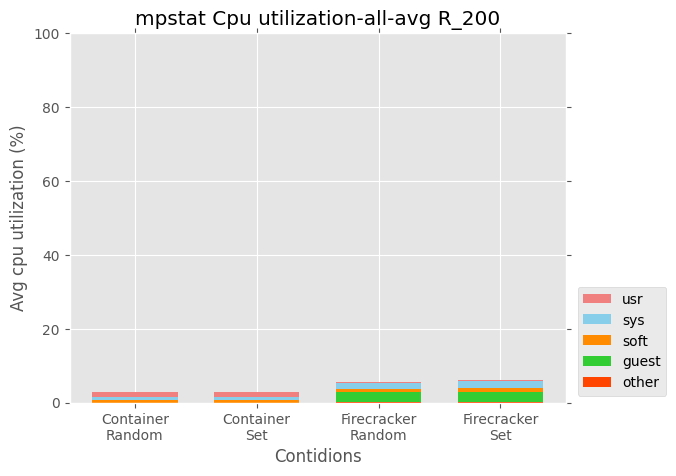 mpstat Cpu utilization-all-avg R_200
Avg cpu utilization (%)
100
80
60
40
20
0
Container
Random
Container
Set
Firecracker
Random
Firecracker
Set
Contidions
usr
sys
soft
guest
other